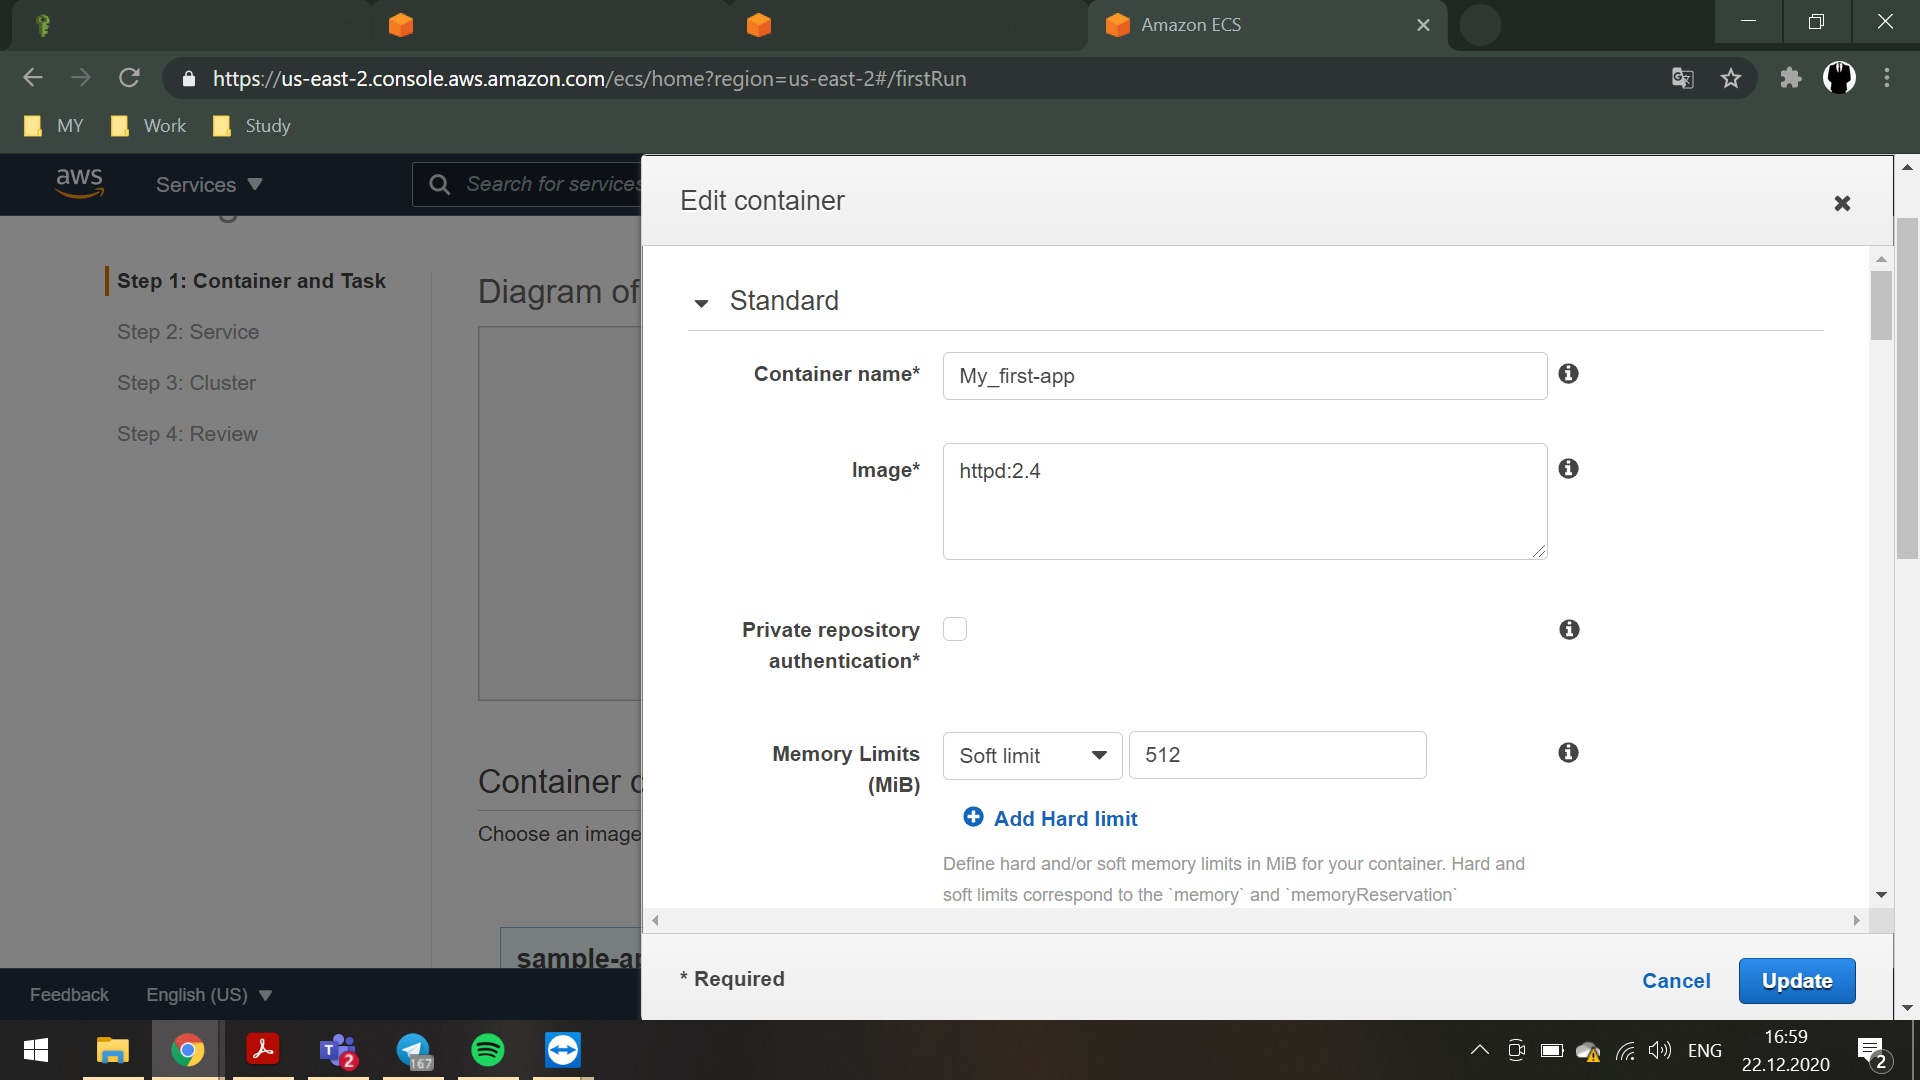 Amazon ECS
https://us-east-2.console.aws.amazon.com/ecs/home?region=us-east-2#/firstRun
MY Work Study
aws Services Search for services
Edit container
Step 1: Container and Task
Step 2: Service
Step 3: Cluster
Step 4: Review
Diagram of
Container
Choose an image
sample-a
Standard
Container name* My_first-app
Image* httpd:2.4
Private repository
authentication*
Memory Limits
(MiB)
Soft limit 512
Add Hard limit
Define hard and/or soft memory limits in MiB for your container. Hard and
soft limits correspond to the `memory` and `memoryReservation`
* Required Cancel Update
Feedback English (US)
T 2 167 ENG
16:59
22.12.2020
2